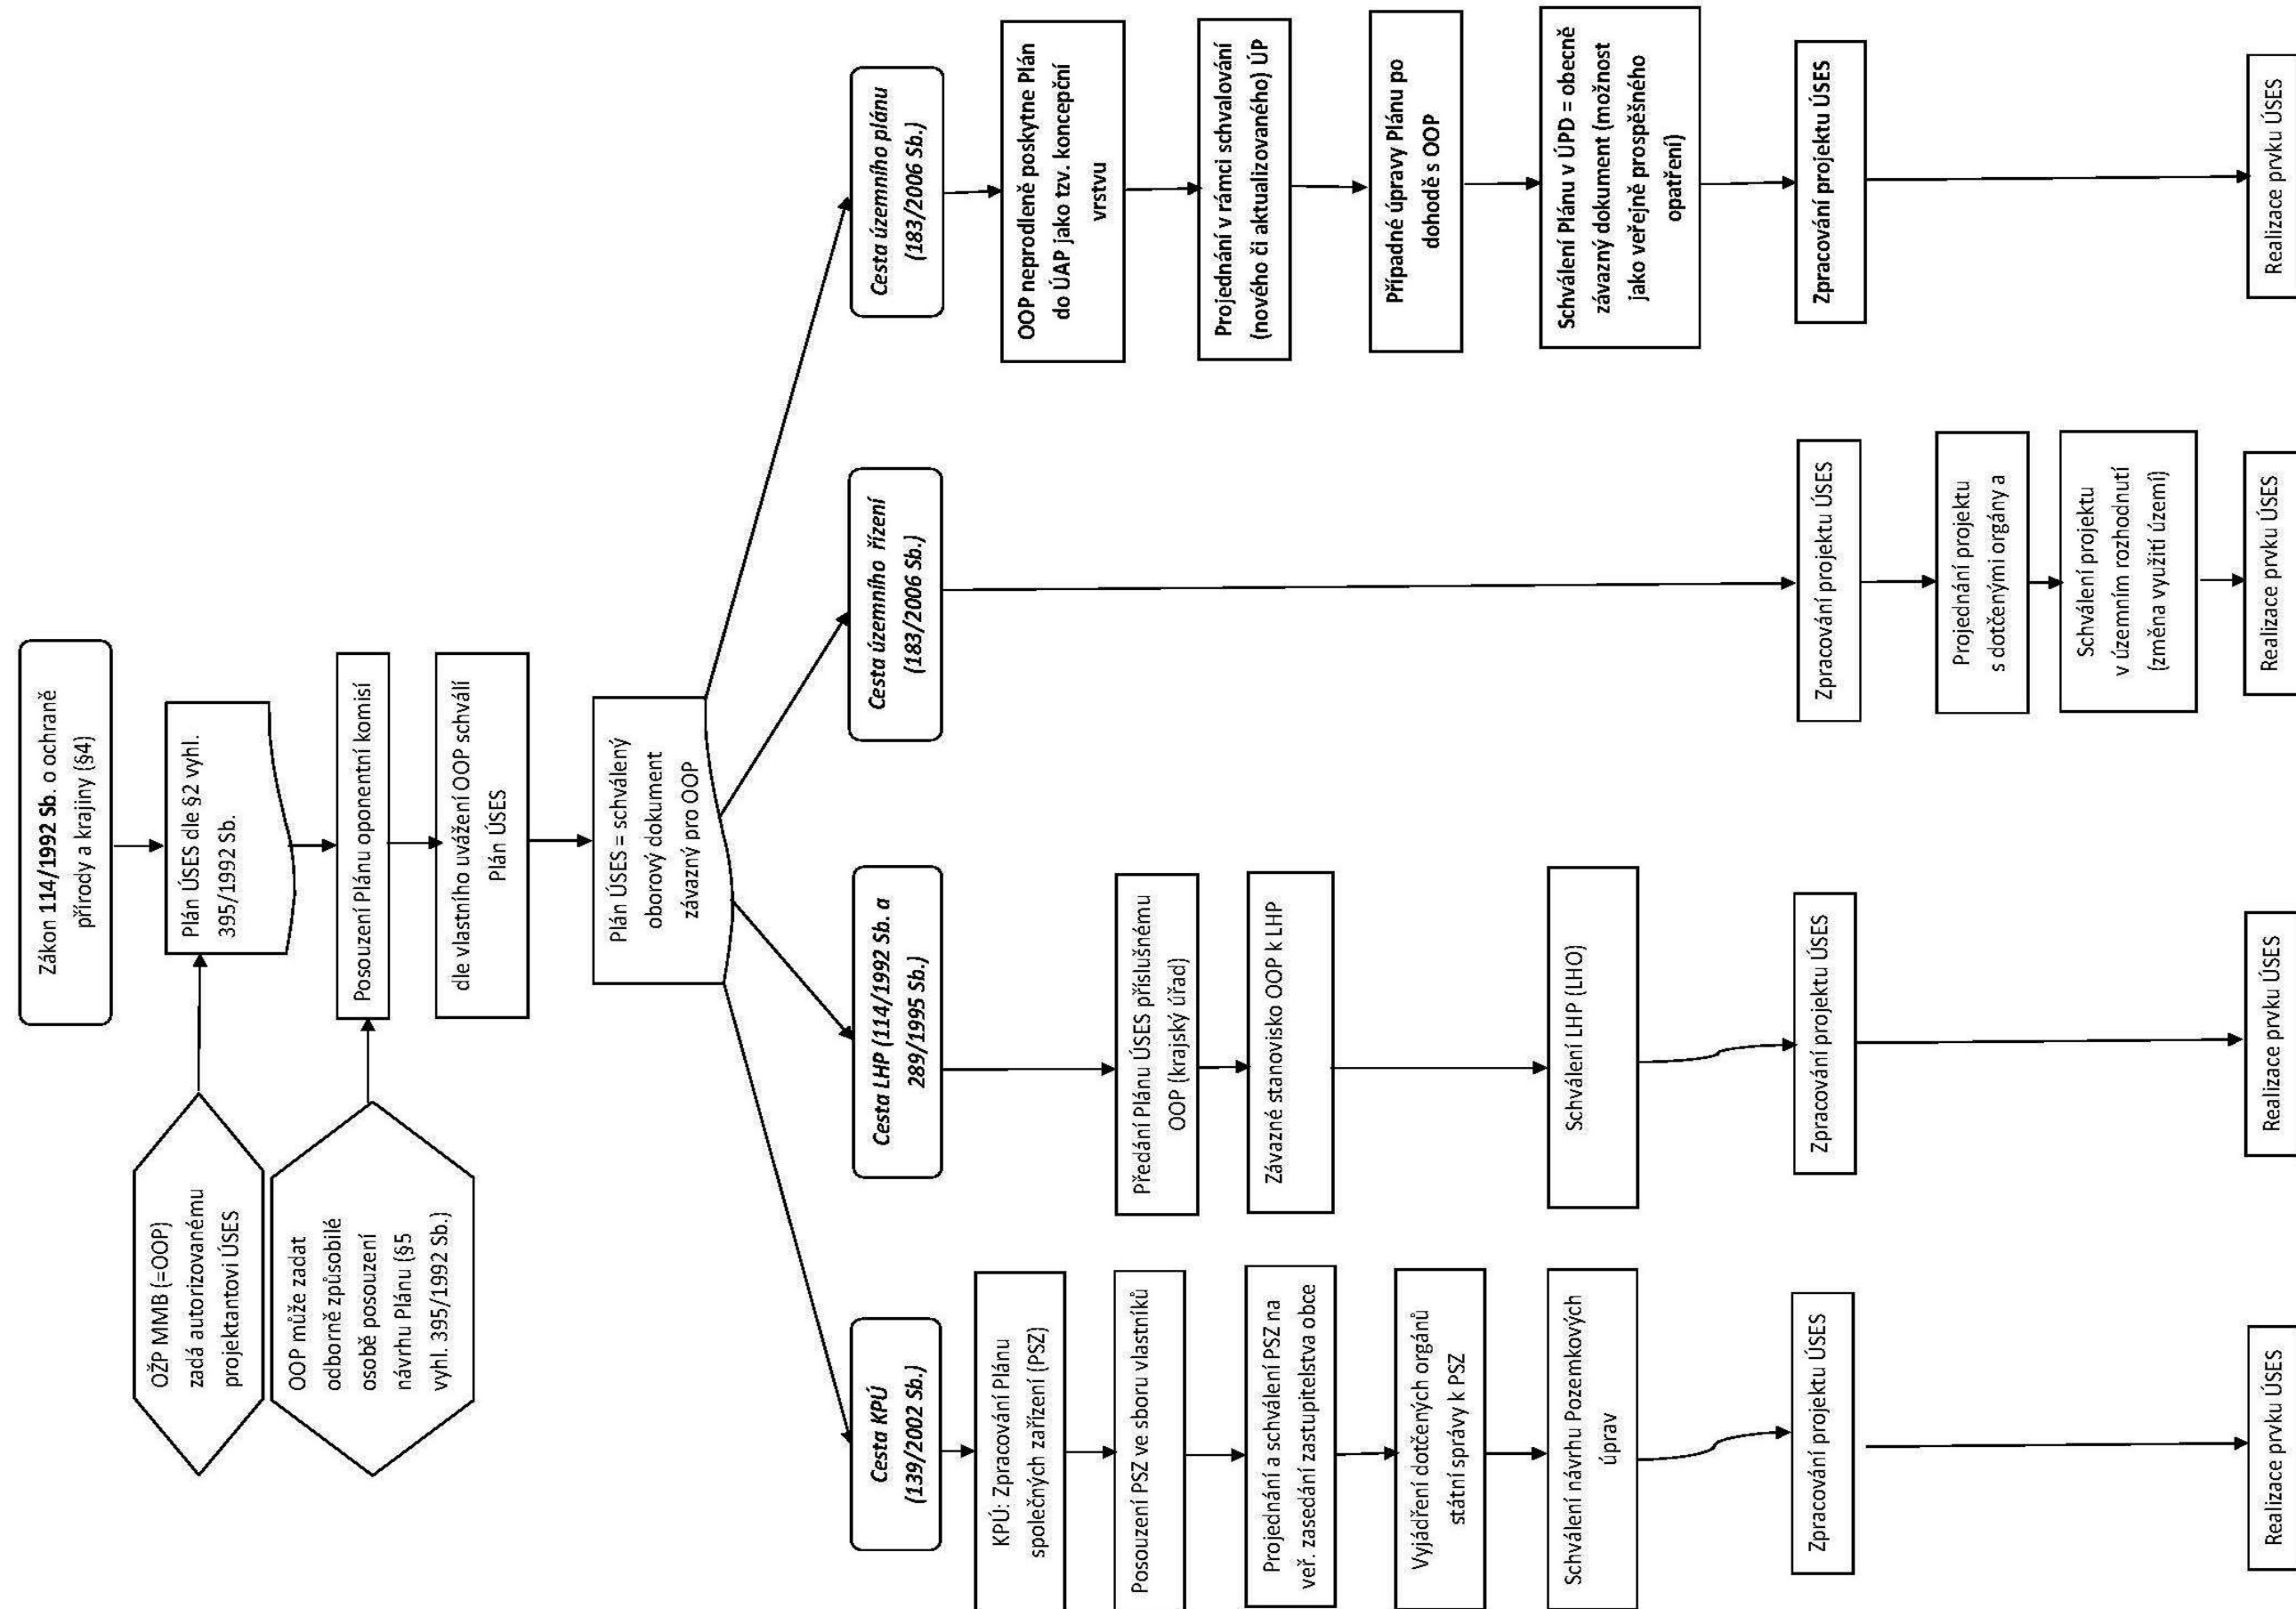 Zákon 114/1992 Sb. o ochraně
přírody a krajiny (§4)
OŽP MMB (=OOP)
zadá autorizovanému
projektantovi ÚSES
Plán ÚSES dle §2 vyhl.
395/1992 Sb.
OOP může zadat
odborně způsobilé
osobě posouzení
návrhu Plánu (§5
vyhl. 395/1992 Sb.)
Posouzení Plánu oponentní komisí
dle vlastního uvážení OOP schválí
Plán ÚSES
Plán ÚSES = schválený
oborový dokument
závazný pro OOP
Cesta KPÚ
(139/2002 Sb.)
KPÚ: Zpracování Plánu
společných zařízení (PSZ)
Posouzení PSZ ve sboru vlastníků
Projednání a schválení PSZ na
veř. zasedání zastupitelstva obce
Vyjádření dotčených orgánů
státní správy k PSZ
Schválení návrhu Pozemkových
úprav
Zpracování projektu ÚSES
Realizace prvku ÚSES
Cesta LHP (114/1992 Sb. a
289/1995 Sb.)
Předání Plánu ÚSES příslušnému
OOP (krajský úřad)
Závazné stanovisko OOP k LHP
Schválení LHP (LHO)
Zpracování projektu ÚSES
Realizace prvku ÚSES
Cesta územního řízení
(183/2006 Sb.)
Zpracování projektu ÚSES
Projednání projektu
s dotčenými orgány a
Schválení projektu
v územním rozhodnutí
(změna využití území)
Realizace prvku ÚSES
Cesta územního plánu
(183/2006 Sb.)
OOP neprodleně poskytne Plán
do ÚAP jako tzv. koncepční
vrstvu
Projednání v rámci schvalování
(nového či aktualizovaného) ÚP
Případné úpravy Plánu po
dohodě s OOP
Schválení Plánu v ÚPD = obecně
závazný dokument (možnost
jako veřejně prospěšného
opatření)
Zpracování projektu ÚSES
Realizace prvku ÚSES